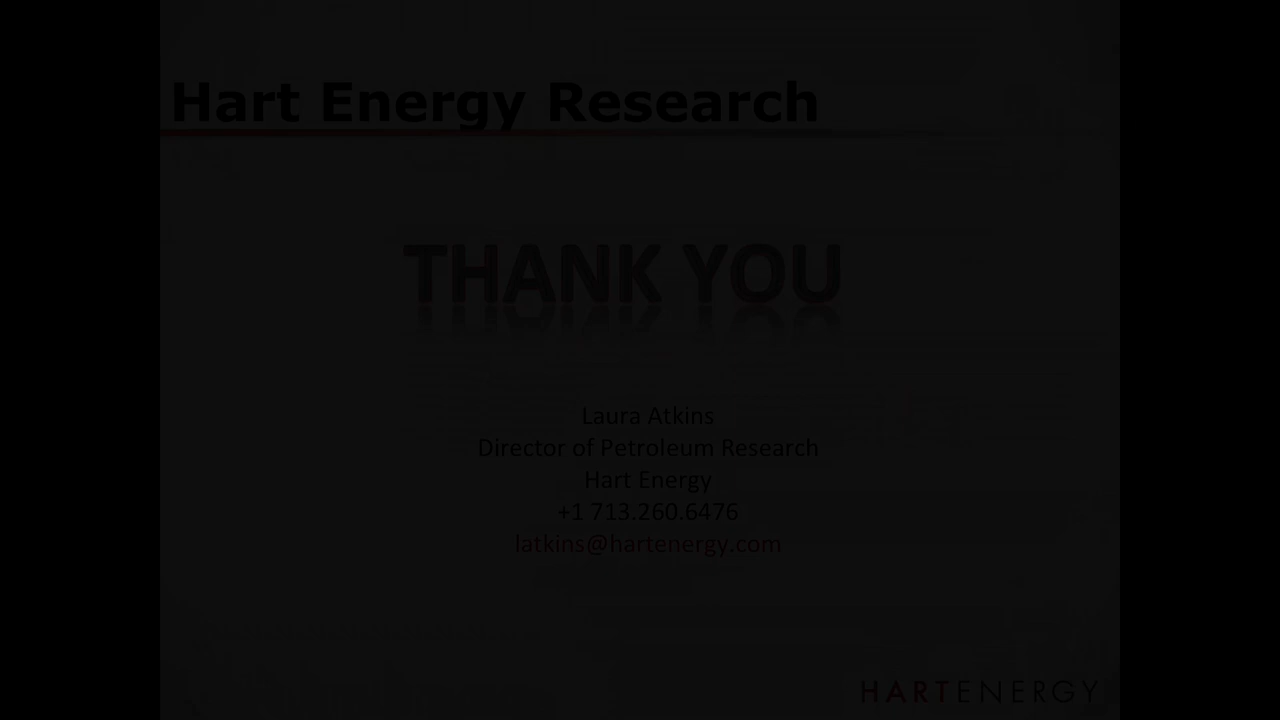 Hart Energy Research
THANK YOU
Laura Atkins
Director of Petroleum Research
Hart Energy
+1 713.260.6476
latkins@hartenergy.com
HARTENERGY